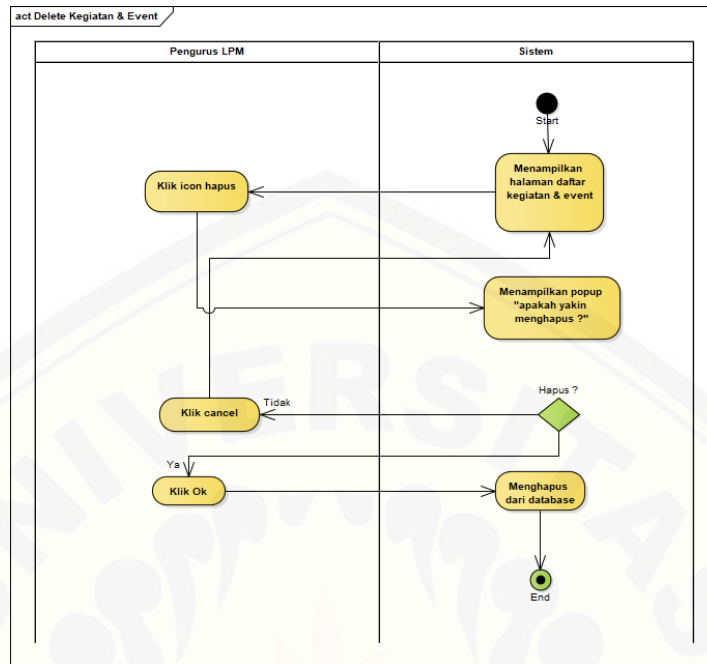 act Delete Kegiatan & Event
Pengurus LPM
Sistem
Start
Menampilkan
halaman daftar
kegiatan & event
Klik icon hapus
Menampilkan popup
"apakah yakin
menghapus ?"
Hapus ?
Tidak
Klik cancel
Ya
Klik Ok
Menghapus
dari database
End
UNIVERSITAS